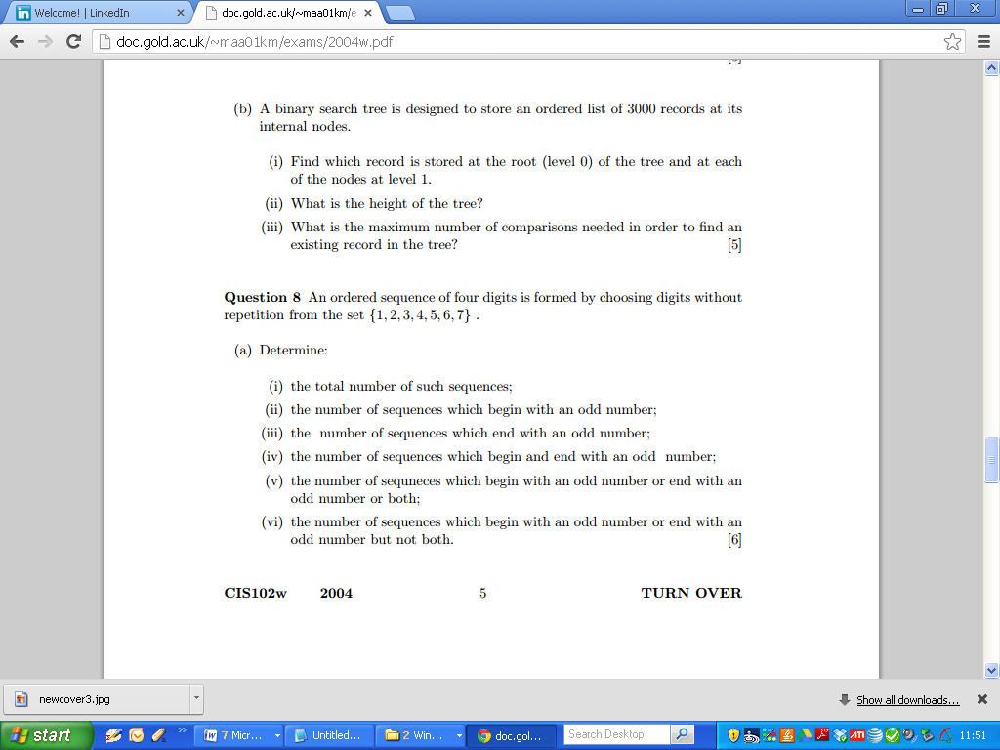 Welcome! | LinkedIn
doc.gold.ac.uk/~maa01km/e
doc.gold.ac.uk/~maa01km/exams/2004w.pdf
(b) A binary search tree is designed to store an ordered list of 3000 records at its
internal nodes.
(i) Find which record is stored at the root (level 0) of the tree and at each
of the nodes at level 1.
(ii) What is the height of the tree?
(iii) What is the maximum number of comparisons needed in order to find an
existing record in the tree? [5]
Question 8 An ordered sequence of four digits is formed by choosing digits without
repetition from the set {1, 2, 3, 4, 5, 6, 7} .
(a) Determine:
(i) the total number of such sequences;
(ii) the number of sequences which begin with an odd number;
(iii) the number of sequences which end with an odd number;
(iv) the number of sequences which begin and end with an odd number;
(v) the number of sequneces which begin with an odd number or end with an
odd number or both;
(vi) the number of sequences which begin with an odd number or end with an
odd number but not both. [6]
CIS102w 2004 5 TURN OVER
newcover3.jpg Show all downloads...
start 7 Micr... Untitled... 2 Win... doc.gol... Search Desktop 11:51